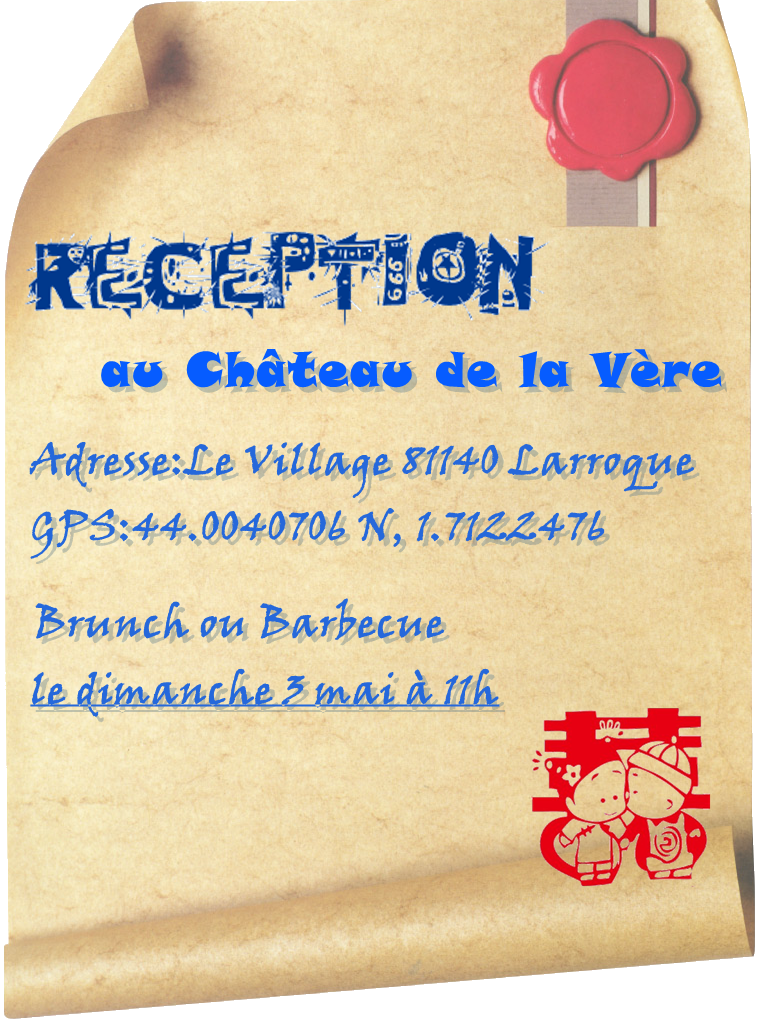 RECEPTION
au Château de la Vère
Adresse:Le Village 81140 Larroque
GPS:44.0040706 N, 1.7122476
Brunch ou Barbecue
le dimanche 3 mai à 11h